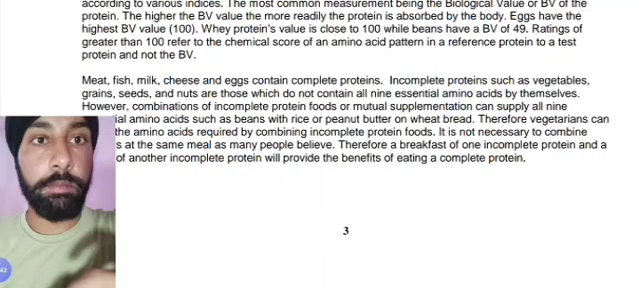 according to various indices. The most common measurement being the Biological Value or BV of the
protein. The higher the BV value the more readily the protein is absorbed by the body. Eggs have the
highest BV value (100). Whey protein's value is close to 100 while beans have a BV of 49. Ratings of
greater than 100 refer to the chemical score of an amino acid pattern in a reference protein to a test
protein and not the BV.
Meat, fish, milk, cheese and eggs contain complete proteins. Incomplete proteins such as vegetables,
grains, seeds, and nuts are those which do not contain all nine essential amino acids by themselves.
However, combinations of incomplete protein foods or mutual supplementation can supply all nine
ial amino acids such as beans with rice or peanut butter on wheat bread. Therefore vegetarians can
the amino acids required by combining incomplete protein foods. It is not necessary to combine
s at the same meal as many people believe. Therefore a breakfast of one incomplete protein and a
of another incomplete protein will provide the benefits of eating a complete protein.
3